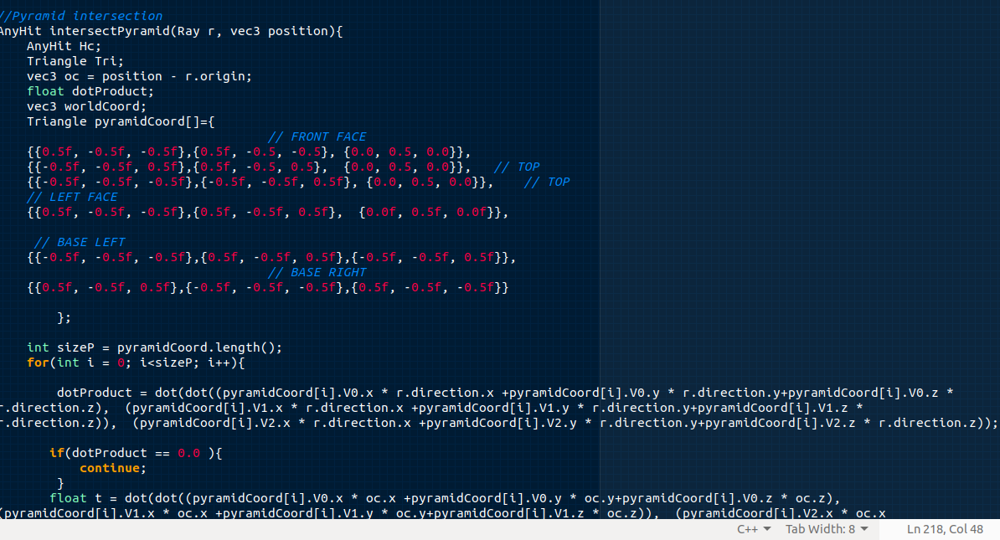 //Pyramid intersection
AnyHit intersectPyramid(Ray r, vec3 position){
AnyHit Hc;
Triangle Tri;
vec3 oc = position - r.origin;
float dotProduct;
vec3 worldCoord;
Triangle pyramidCoord[]={
// FRONT FACE
{{0.5f, -0.5f, -0.5f},{0.5f, -0.5, -0.5}, {0.0, 0.5, 0.0}},
{{-0.5f, -0.5f, 0.5f},{0.5f, -0.5, 0.5},  {0.0, 0.5, 0.0}},   // TOP
{{-0.5f, -0.5f, -0.5f},{-0.5f, -0.5f, 0.5f}, {0.0, 0.5, 0.0}},    // TOP
// LEFT FACE
{{0.5f, -0.5f, -0.5f},{0.5f, -0.5f, 0.5f},  {0.0f, 0.5f, 0.0f}},
// BASE LEFT
{{-0.5f, -0.5f, -0.5f},{0.5f, -0.5f, 0.5f},{-0.5f, -0.5f, 0.5f}},
// BASE RIGHT
{{0.5f, -0.5f, 0.5f},{-0.5f, -0.5f, -0.5f},{0.5f, -0.5f, -0.5f}}
};
int sizeP = pyramidCoord.length();
for(int i = 0; i<sizeP; i++){
dotProduct = dot(dot((pyramidCoord[i].V0.x * r.direction.x +pyramidCoord[i].V0.y * r.direction.y+pyramidCoord[i].V0.z *
r.direction.z),  (pyramidCoord[i].V1.x * r.direction.x +pyramidCoord[i].V1.y * r.direction.y+pyramidCoord[i].V1.z *
r.direction.z)),  (pyramidCoord[i].V2.x * r.direction.x +pyramidCoord[i].V2.y * r.direction.y+pyramidCoord[i].V2.z * r.direction.z));
if(dotProduct == 0.0 ){
continue;
}
float t = dot(dot((pyramidCoord[i].V0.x * oc.x +pyramidCoord[i].V0.y * oc.y+pyramidCoord[i].V0.z * oc.z),
(pyramidCoord[i].V1.x * oc.x +pyramidCoord[i].V1.y * oc.y+pyramidCoord[i].V1.z * oc.z)),  (pyramidCoord[i].V2.x * oc.x
C++ Tab Width: 8 Ln 218, Col 48